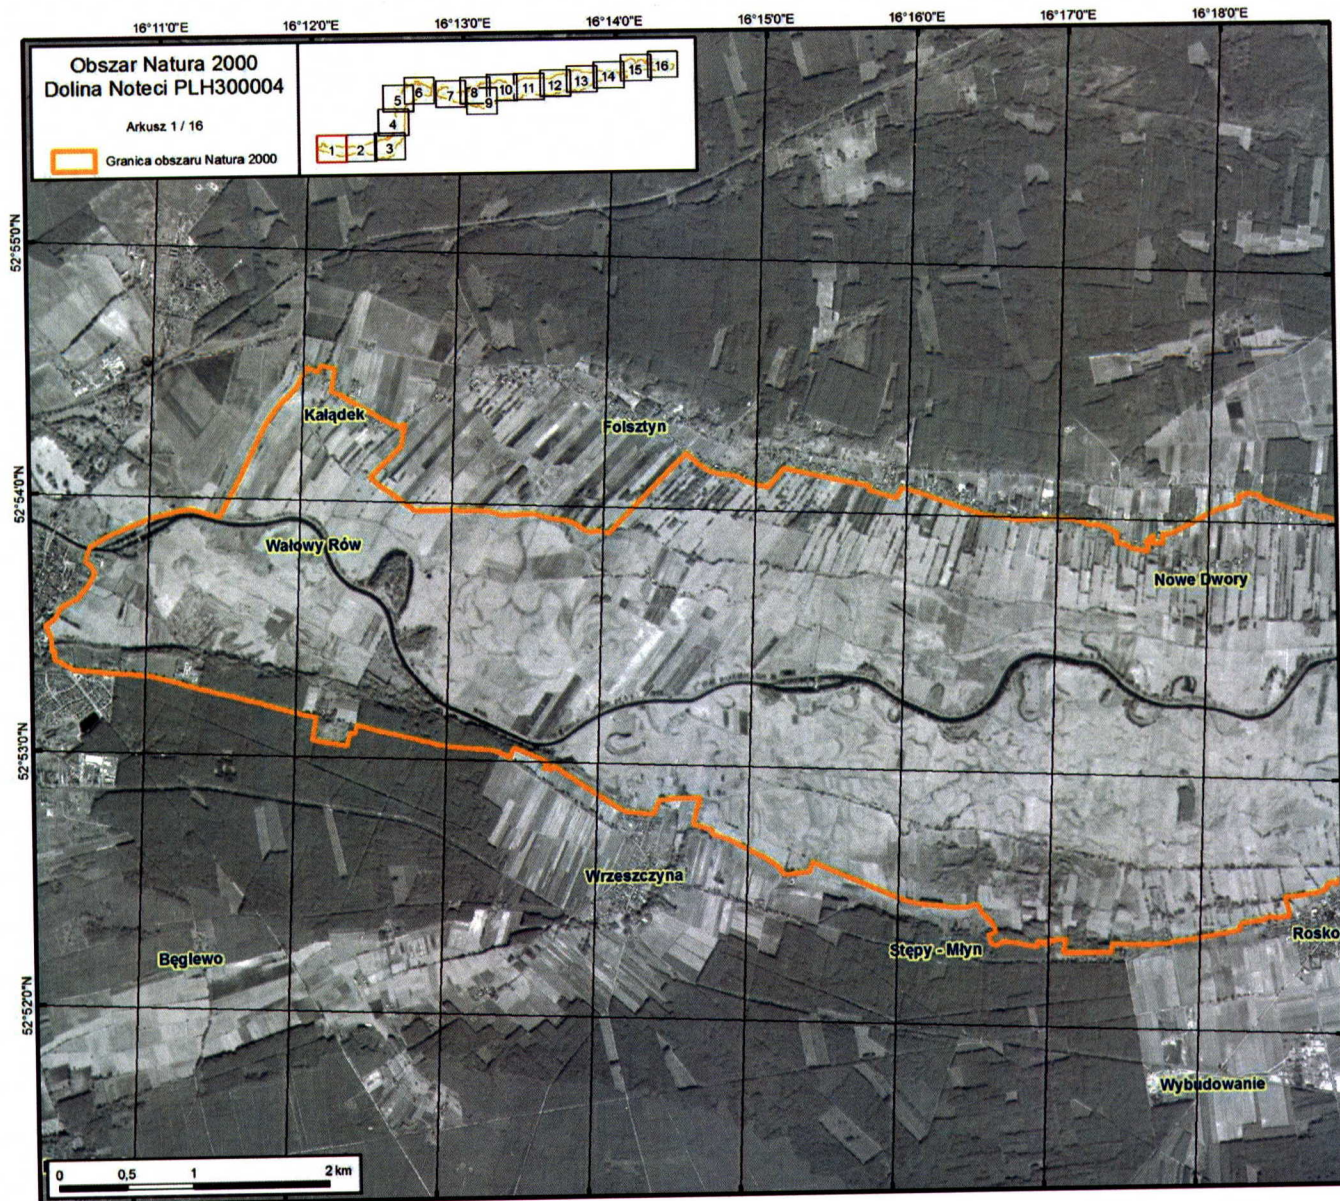 16°11'0"E 16°12'0"E 16°13'0"E 16°14'0"E 16°15'0"E 16°16'0"E 16°17'0"E 16°18'0"E
Obszar Natura 2000
Dolina Noteci PLH300004
Arkusz 1 / 16
Granica obszaru Natura 2000
1 2 3 4 5 6 7 8 9 10 11 12 13 14 15 16
52°55'0"N
Kałądek
Folsztyn
52°54'0"N
Wałowy Rów
Nowe Dwory
52°53'0"N
Wrzeszczyna
Rosko
Stępy - Młyn
Bęglewo
52°52'0"N
Wybudowanie
0 0,5 1 2 km